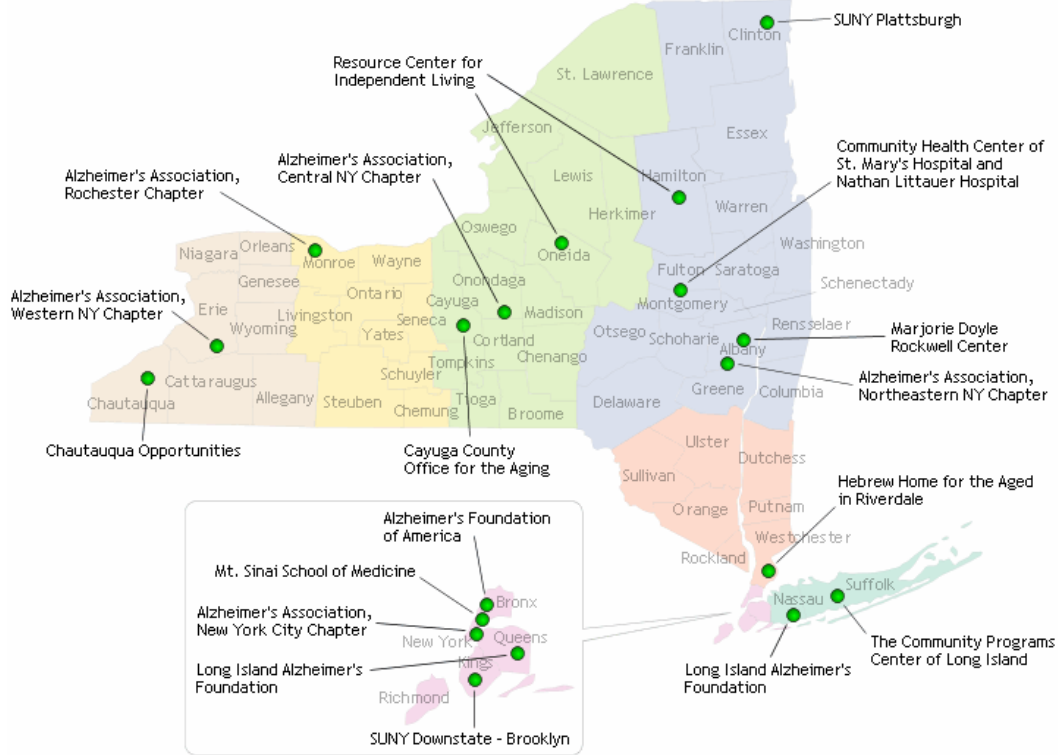 SUNY Plattsburgh
Clinton
Franklin
Resource Center for
Independent Living
St. Lawrence
Jefferson
Essex
Community Health Center of
St. Mary's Hospital and
Nathan Littauer Hospital
Alzheimer's Association,
Central NY Chapter
Alzheimer's Association,
Rochester Chapter
Lewis
Hamilton
Herkimer
Warren
Oswego
Washington
Niagara
Orleans
Monroe
Wayne
Oneida
Genesee
Onondaga
Fulton
Saratoga
Schenectady
Alzheimer's Association,
Western NY Chapter
Erie
Ontario
Cayuga
Madison
Montgomery
Wyoming
Livingston
Seneca
Otsego
Rensselaer
Yates
Cortland
Schoharie
Albany
Marjorie Doyle
Rockwell Center
Tompkins
Chenango
Cattaraugus
Schuyler
Alzheimer's Association,
Northeastern NY Chapter
Chautauqua
Allegany
Steuben
Chemung
Tioga
Broome
Delaware
Greene
Columbia
Chautauqua Opportunities
Cayuga County
Office for the Aging
Ulster
Dutchess
Sullivan
Hebrew Home for the Aged
in Riverdale
Orange
Putnam
Westchester
Rockland
Alzheimer's Foundation
of America
Mt. Sinai School of Medicine
Bronx
Alzheimer's Association,
New York City Chapter
New York
Queens
Long Island Alzheimer's
Foundation
Kings
Richmond
SUNY Downstate - Brooklyn
Suffolk
Nassau
The Community Programs
Center of Long Island
Long Island Alzheimer's
Foundation